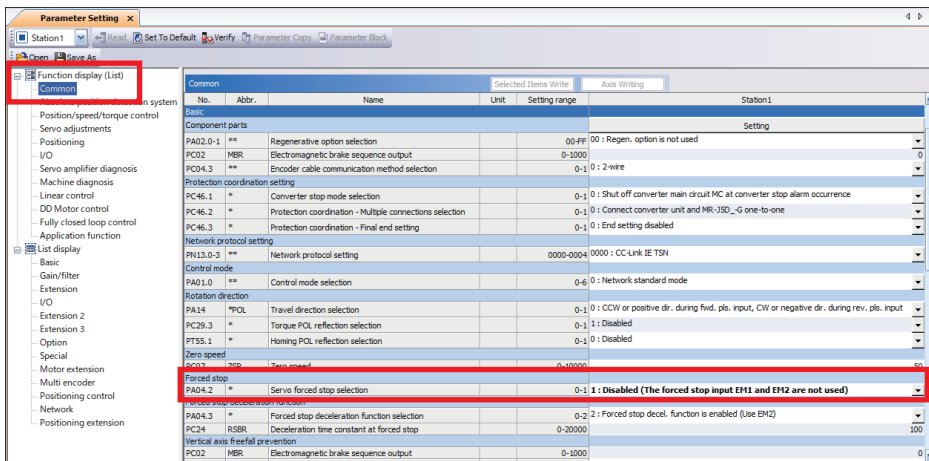 Parameter Setting ×
Station1 Read Set To Default Verify Parameter Copy Parameter Block
Open Save As
Function display (List)
Common
Absolute position detection system
Position/speed/torque control
Servo adjustments
Positioning
I/O
Servo amplifier diagnosis
Machine diagnosis
Linear control
DD Motor control
Fully closed loop control
Application function
List display
Basic
Gain/filter
Extension
I/O
Extension 2
Extension 3
Option
Special
Motor extension
Multi encoder
Positioning control
Network
Positioning extension
Common Selected Items Write Axis Writing
No. Abbr. Name Unit Setting range Station1
Basic
Component parts Setting
PA02.0-1 ** Regenerative option selection 00-FF 00 : Regen. option is not used
PC02 MBR Electromagnetic brake sequence output 0-1000 0
PC04.3 ** Encoder cable communication method selection 0-1 0 : 2-wire
Protection coordination setting
PC46.1 * Converter stop mode selection 0-1 0 : Shut off converter main circuit MC at converter stop alarm occurrence
PC46.2 * Protection coordination - Multiple connections selection 0-1 0 : Connect converter unit and MR-J5D_-G one-to-one
PC46.3 * Protection coordination - Final end setting 0-1 0 : End setting disabled
Network protocol setting
PN13.0-3 ** Network protocol setting 0000-0004 0000 : CC-Link IE TSN
Control mode
PA01.0 ** Control mode selection 0-6 0 : Network standard mode
Rotation direction
PA14 *POL Travel direction selection 0-1 0 : CCW or positive dir. during fwd. pls. input, CW or negative dir. during rev. pls. input
PC29.3 * Torque POL reflection selection 0-1 1 : Disabled
PT55.1 * Homing POL reflection selection 0-1 0 : Disabled
Zero speed
PC07 ZSP Zero speed 0-10000 50
Forced stop
PA04.2 * Servo forced stop selection 0-1 1 : Disabled (The forced stop input EM1 and EM2 are not used)
Forced stop deceleration function
PA04.3 * Forced stop deceleration function selection 0-2 2 : Forced stop decel. function is enabled (Use EM2)
PC24 RSBR Deceleration time constant at forced stop 0-20000 100
Vertical axis freefall prevention
PC02 MBR Electromagnetic brake sequence output 0-1000 0